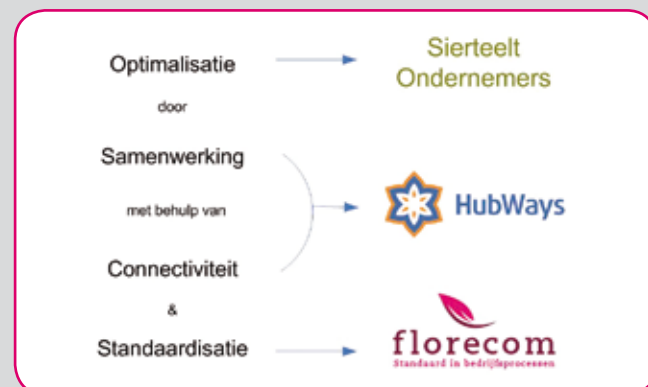 Optimalisatie
door
Samenwerking
met behulp van
Connectiviteit
&
Standaardisatie
Sierteelt
Ondernemers
HubWays
florecom
Standaard in bedrijfsprocessen